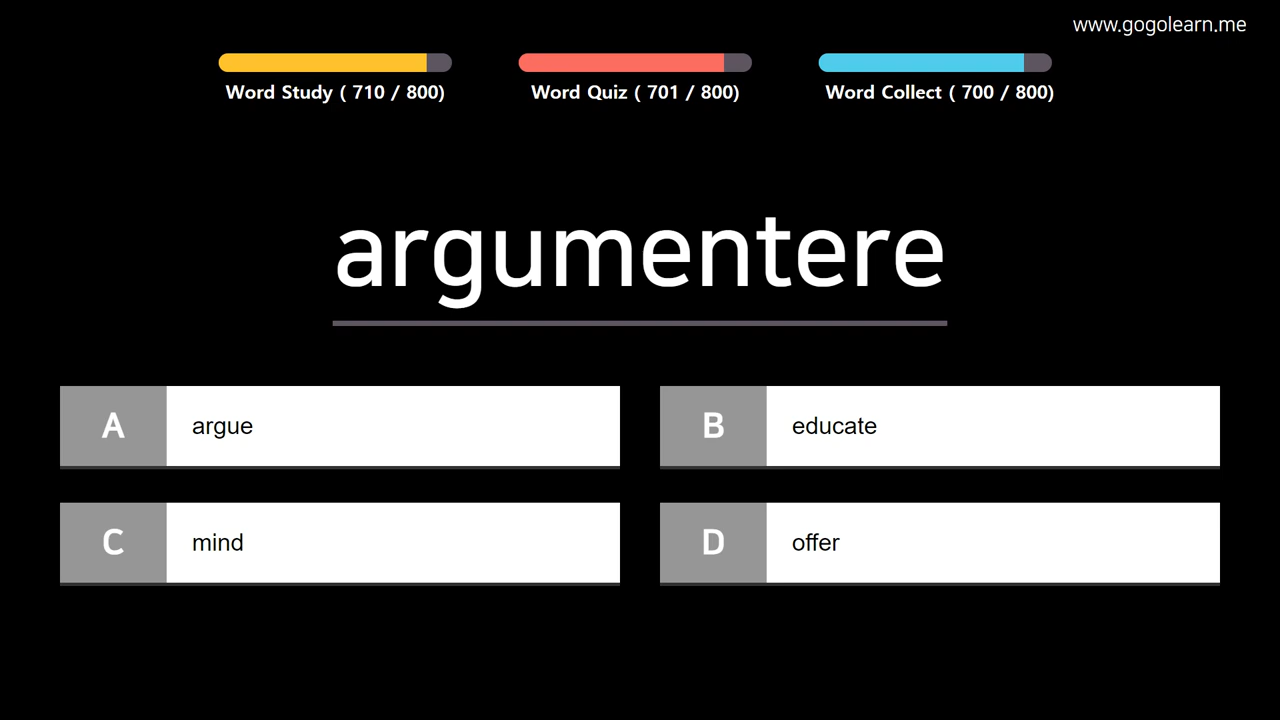 www.gogolearn.me
Word Study ( 710 / 800)
Word Quiz ( 701 / 800)
Word Collect ( 700 / 800)
argumentere
A argue
B educate
C mind
D offer